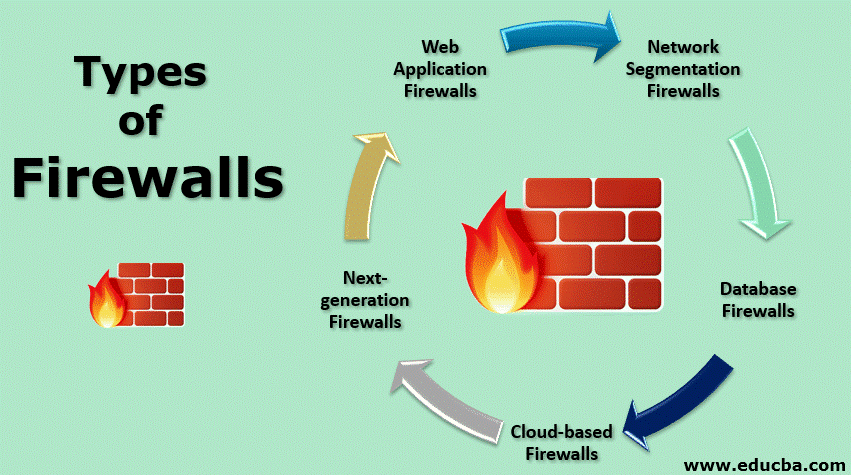 Types
of
Firewalls
Web
Application
Firewalls
Network
Segmentation
Firewalls
Database
Firewalls
Cloud-based
Firewalls
Next-
generation
Firewalls
www.educba.com